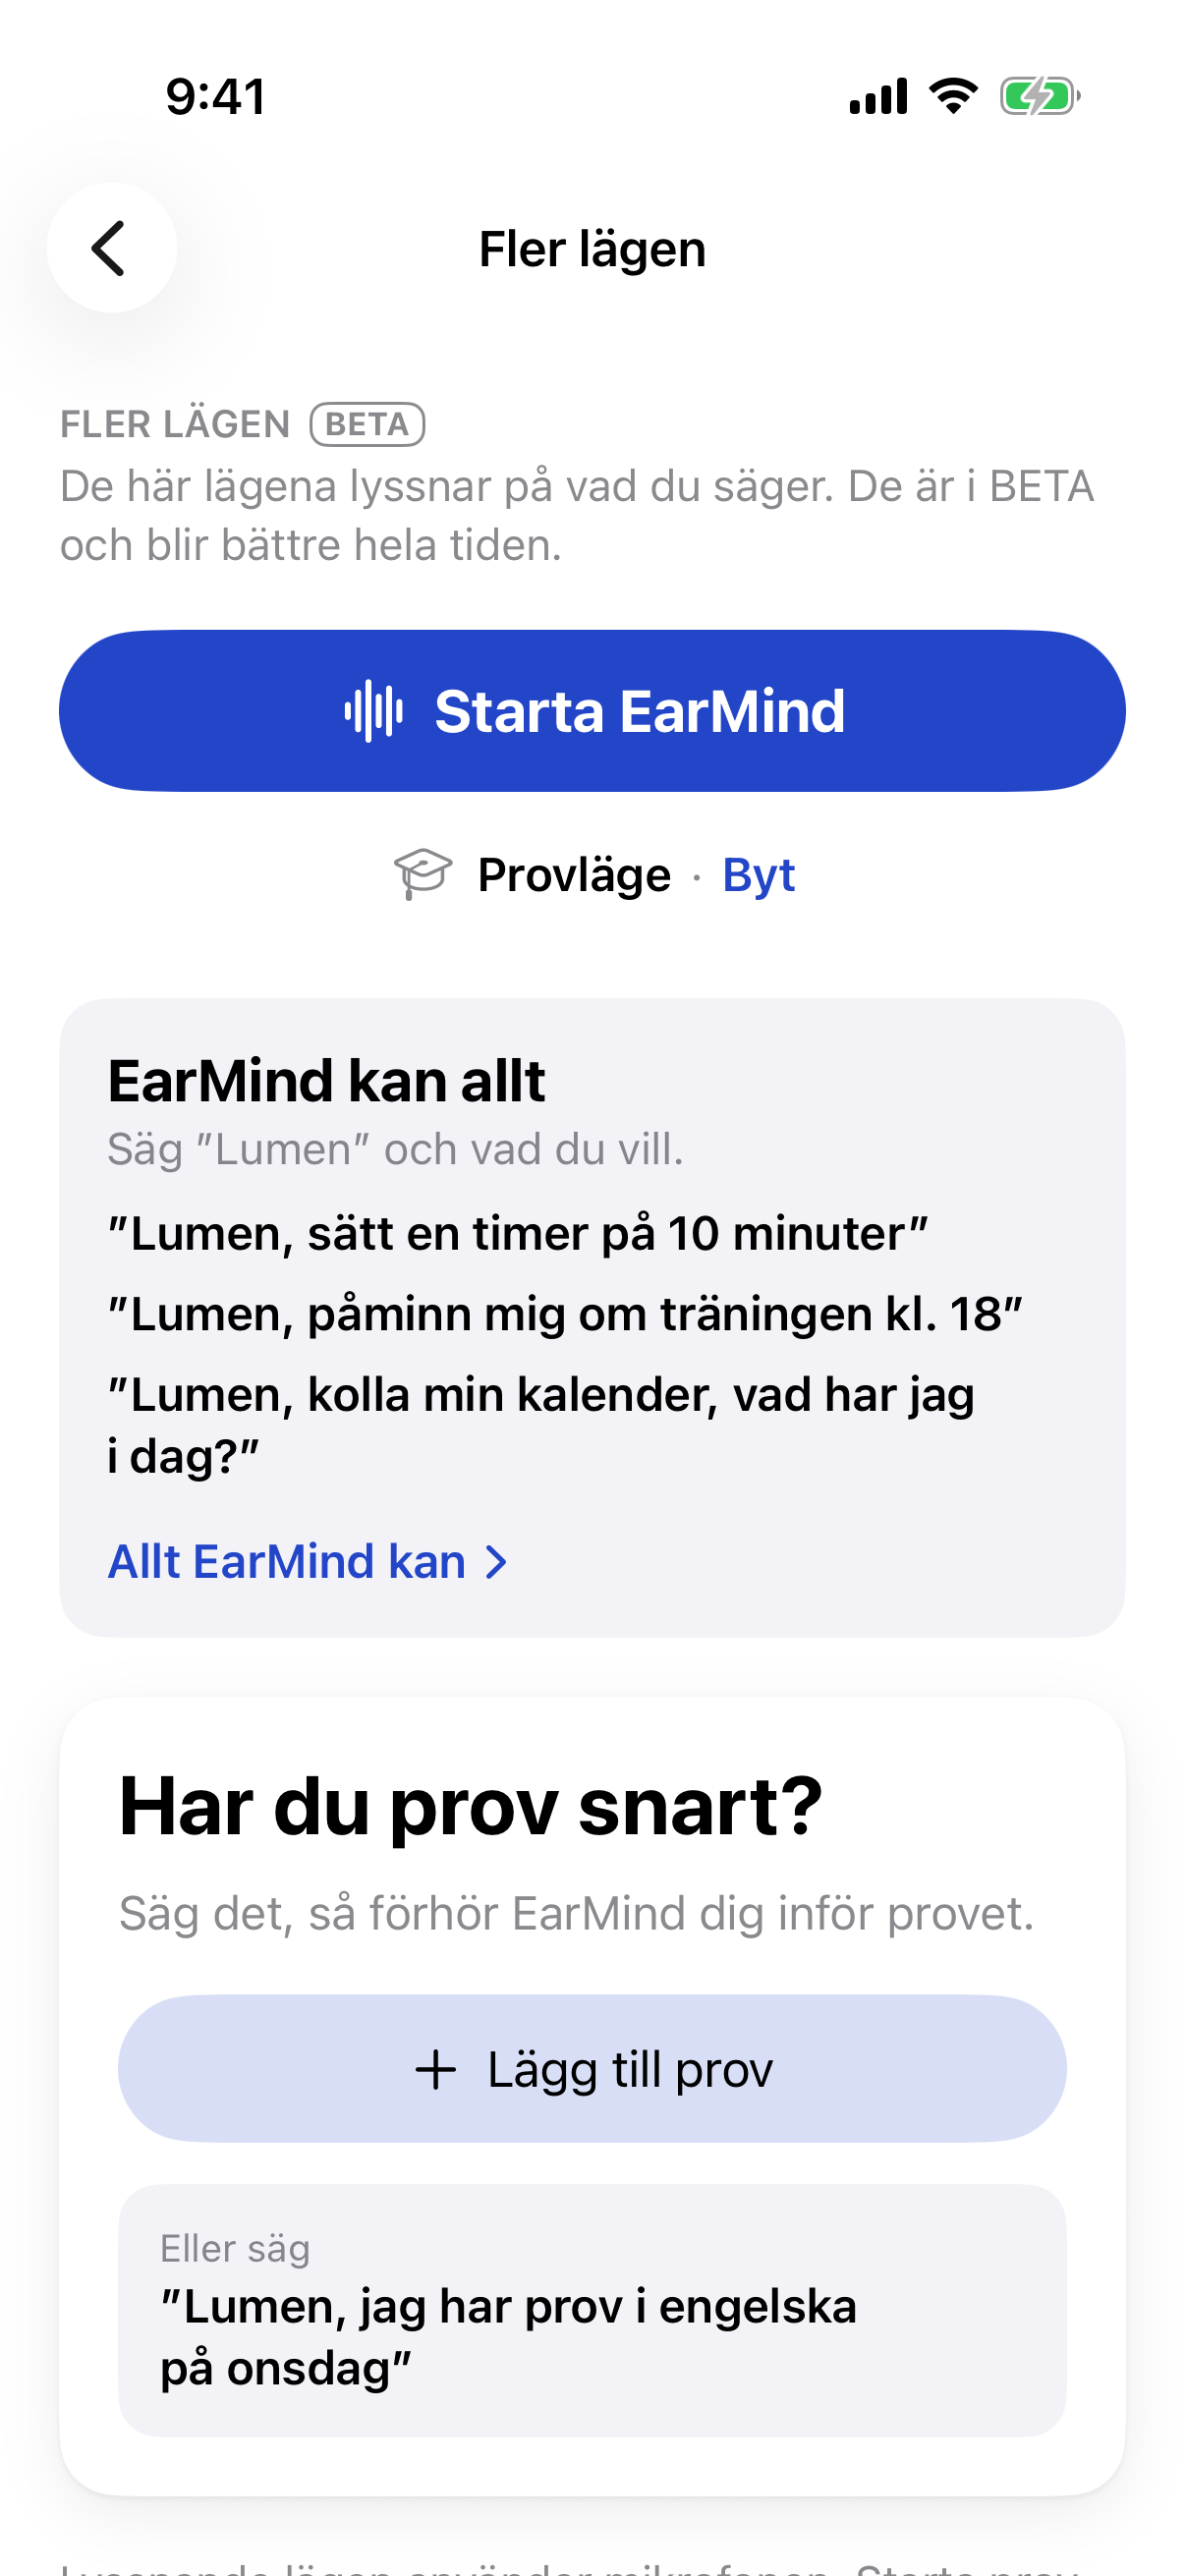 9:41
Fler lägen
FLER LÄGEN BETA
De här lägena lyssnar på vad du säger. De är i BETA
och blir bättre hela tiden.
Starta EarMind
Provläge · Byt
EarMind kan allt
Säg ”Lumen” och vad du vill.
”Lumen, sätt en timer på 10 minuter”
”Lumen, påminn mig om träningen kl. 18”
”Lumen, kolla min kalender, vad har jag
i dag?”
Allt EarMind kan
Har du prov snart?
Säg det, så förhör EarMind dig inför provet.
+ Lägg till prov
Eller säg
”Lumen, jag har prov i engelska
på onsdag”